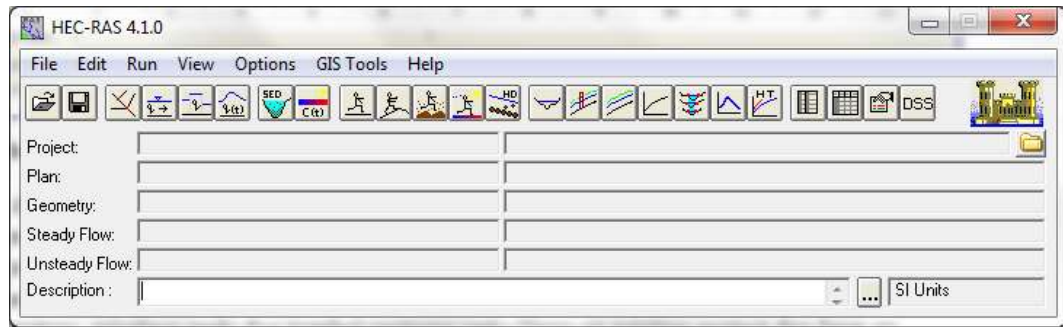 HEC-RAS 4.1.0
File Edit Run View Options GIS Tools Help
SED
C(t)
HD
HT
DSS
Project:
Plan:
Geometry:
Steady Flow:
Unsteady Flow:
Description :
...
SI Units